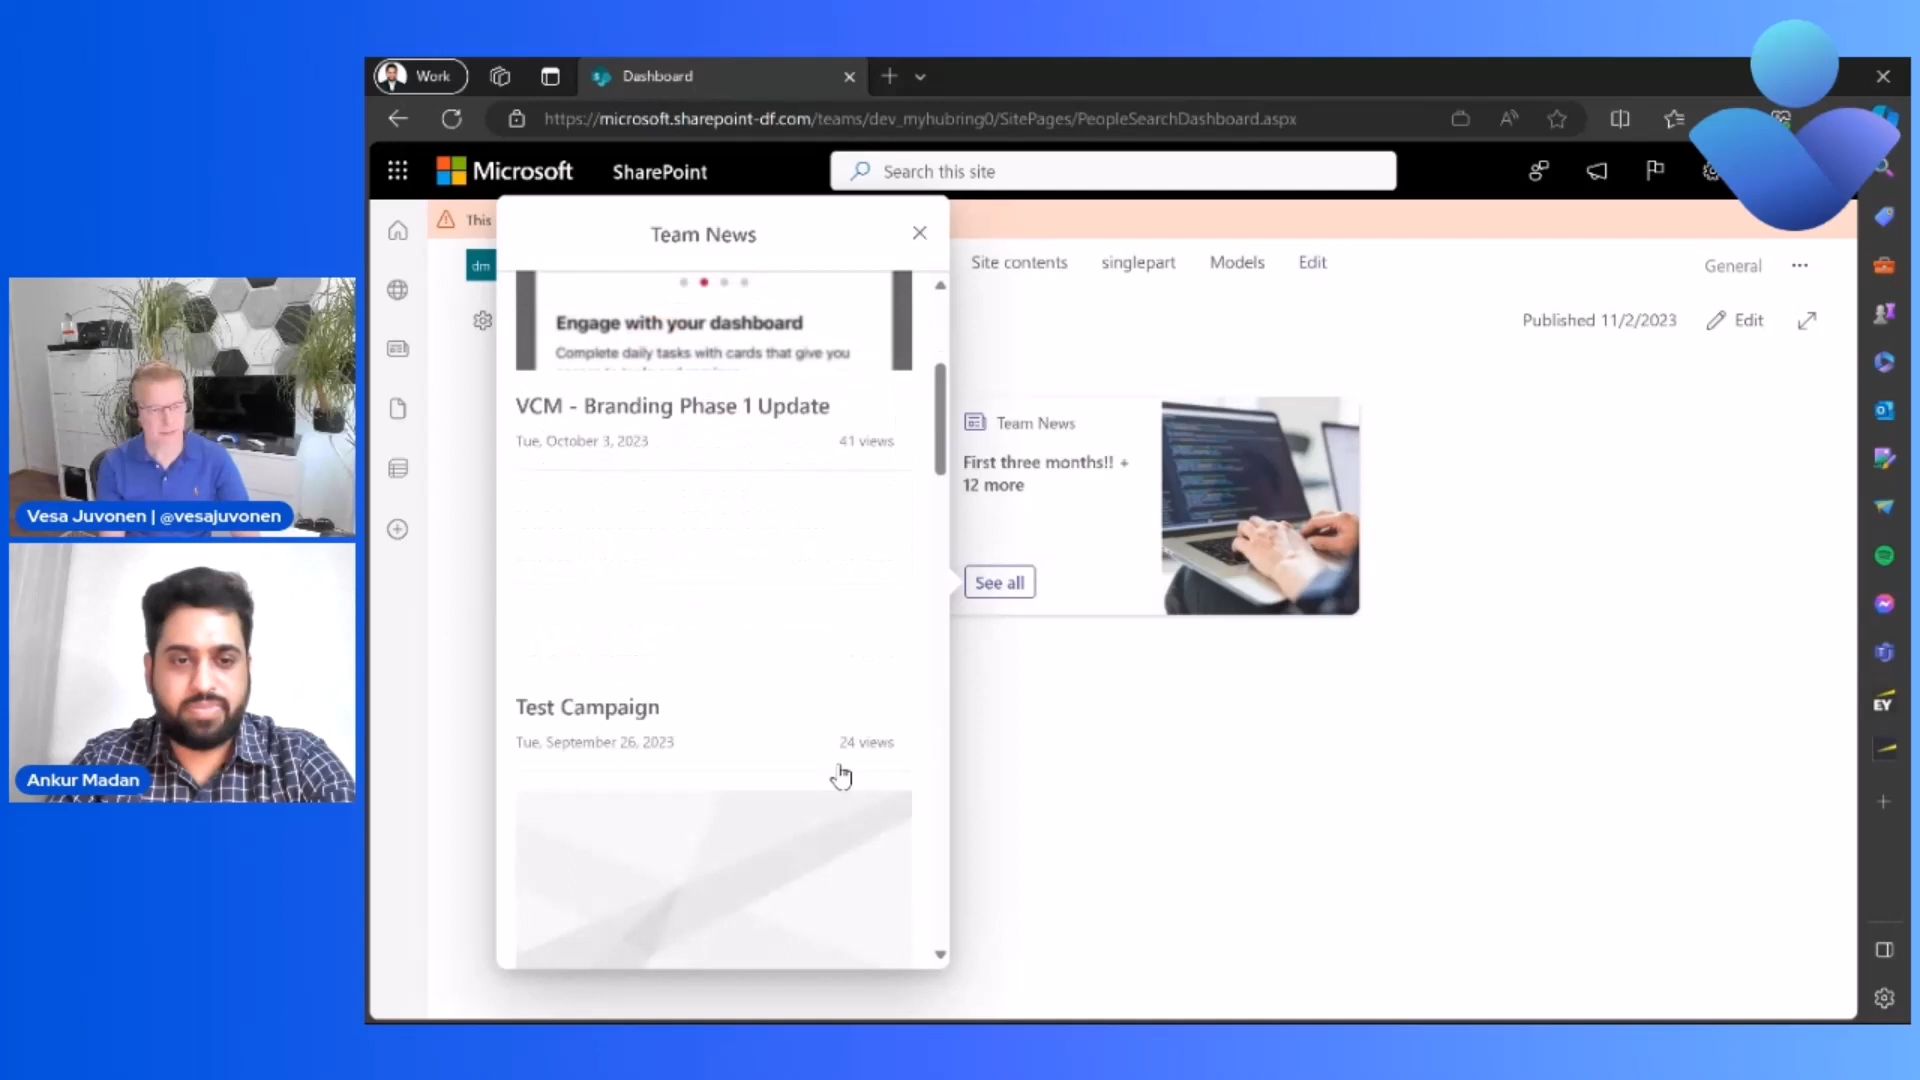 Work
Dashboard
https://microsoft.sharepoint-df.com/teams/dev_myhubring0/SitePages/PeopleSearchDashboard.aspx
Microsoft
SharePoint
Search this site
This
dm
Site contents
singlepart
Models
Edit
General
Published 11/2/2023
Edit
Team News
Engage with your dashboard
Complete daily tasks with cards that give you
VCM - Branding Phase 1 Update
Tue, October 3, 2023
41 views
Test Campaign
Tue, September 26, 2023
24 views
Team News
First three months!! +
12 more
See all
EY
Vesa Juvonen | @vesajuvonen
Ankur Madan